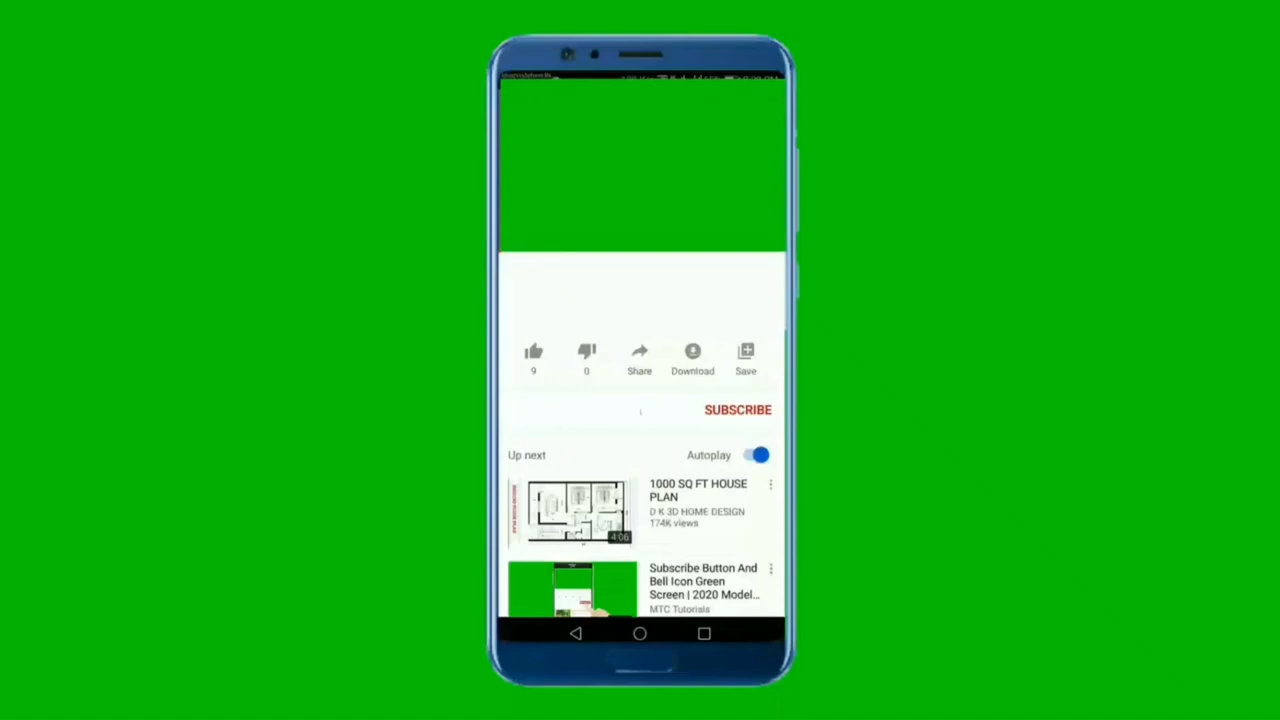 9
0
Share
Download
Save
SUBSCRIBE
Up next
Autoplay
1000 SQ FT HOUSE
PLAN
D K 3D HOME DESIGN
174K views
4:06
Subscribe Button And
Bell Icon Green
Screen | 2020 Model...
MTC Tutorials